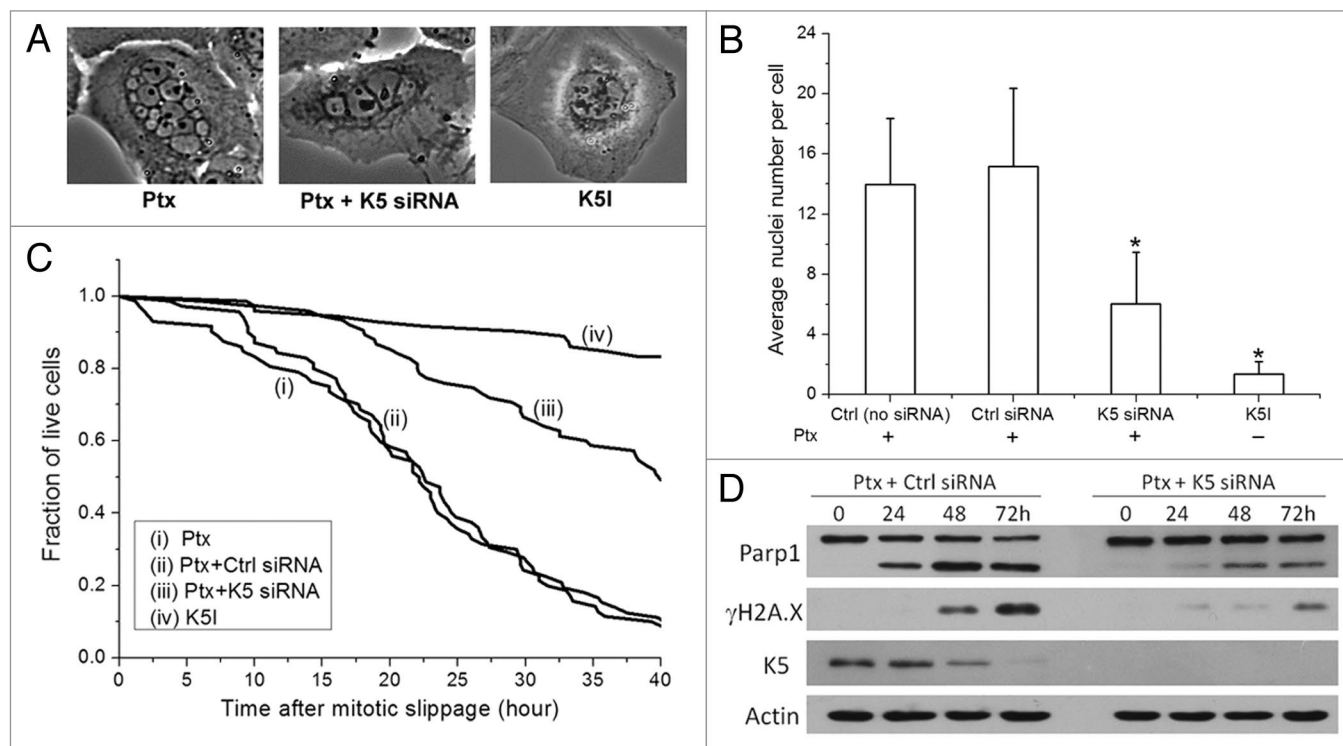 A
Ptx
Ptx + K5 siRNA
K5I
B
Average nuclei number per cell
24
20
16
12
8
4
0
Ctrl (no siRNA) Ctrl siRNA K5 siRNA K5I
Ptx + + + −
* *
C
Fraction of live cells
1.0
0.8
0.6
0.4
0.2
0.0
(i)
(ii)
(iii)
(iv)
(i) Ptx
(ii) Ptx+Ctrl siRNA
(iii) Ptx+K5 siRNA
(iv) K5I
0 5 10 15 20 25 30 35 40
Time after mitotic slippage (hour)
D
Ptx + Ctrl siRNA Ptx + K5 siRNA
0 24 48 72h 0 24 48 72h
Parp1
γH2A.X
K5
Actin